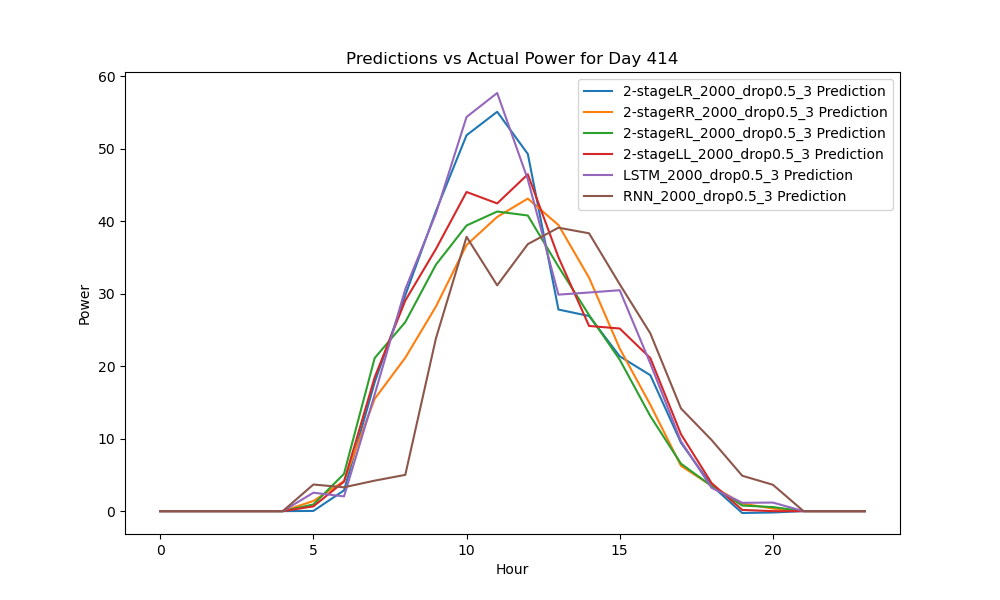 Predictions vs Actual Power for Day 414
60
50
40
30
20
10
0
Power
2-stageLR_2000_drop0.5_3 Prediction
2-stageRR_2000_drop0.5_3 Prediction
2-stageRL_2000_drop0.5_3 Prediction
2-stageLL_2000_drop0.5_3 Prediction
LSTM_2000_drop0.5_3 Prediction
RNN_2000_drop0.5_3 Prediction
0 5 10 15 20
Hour